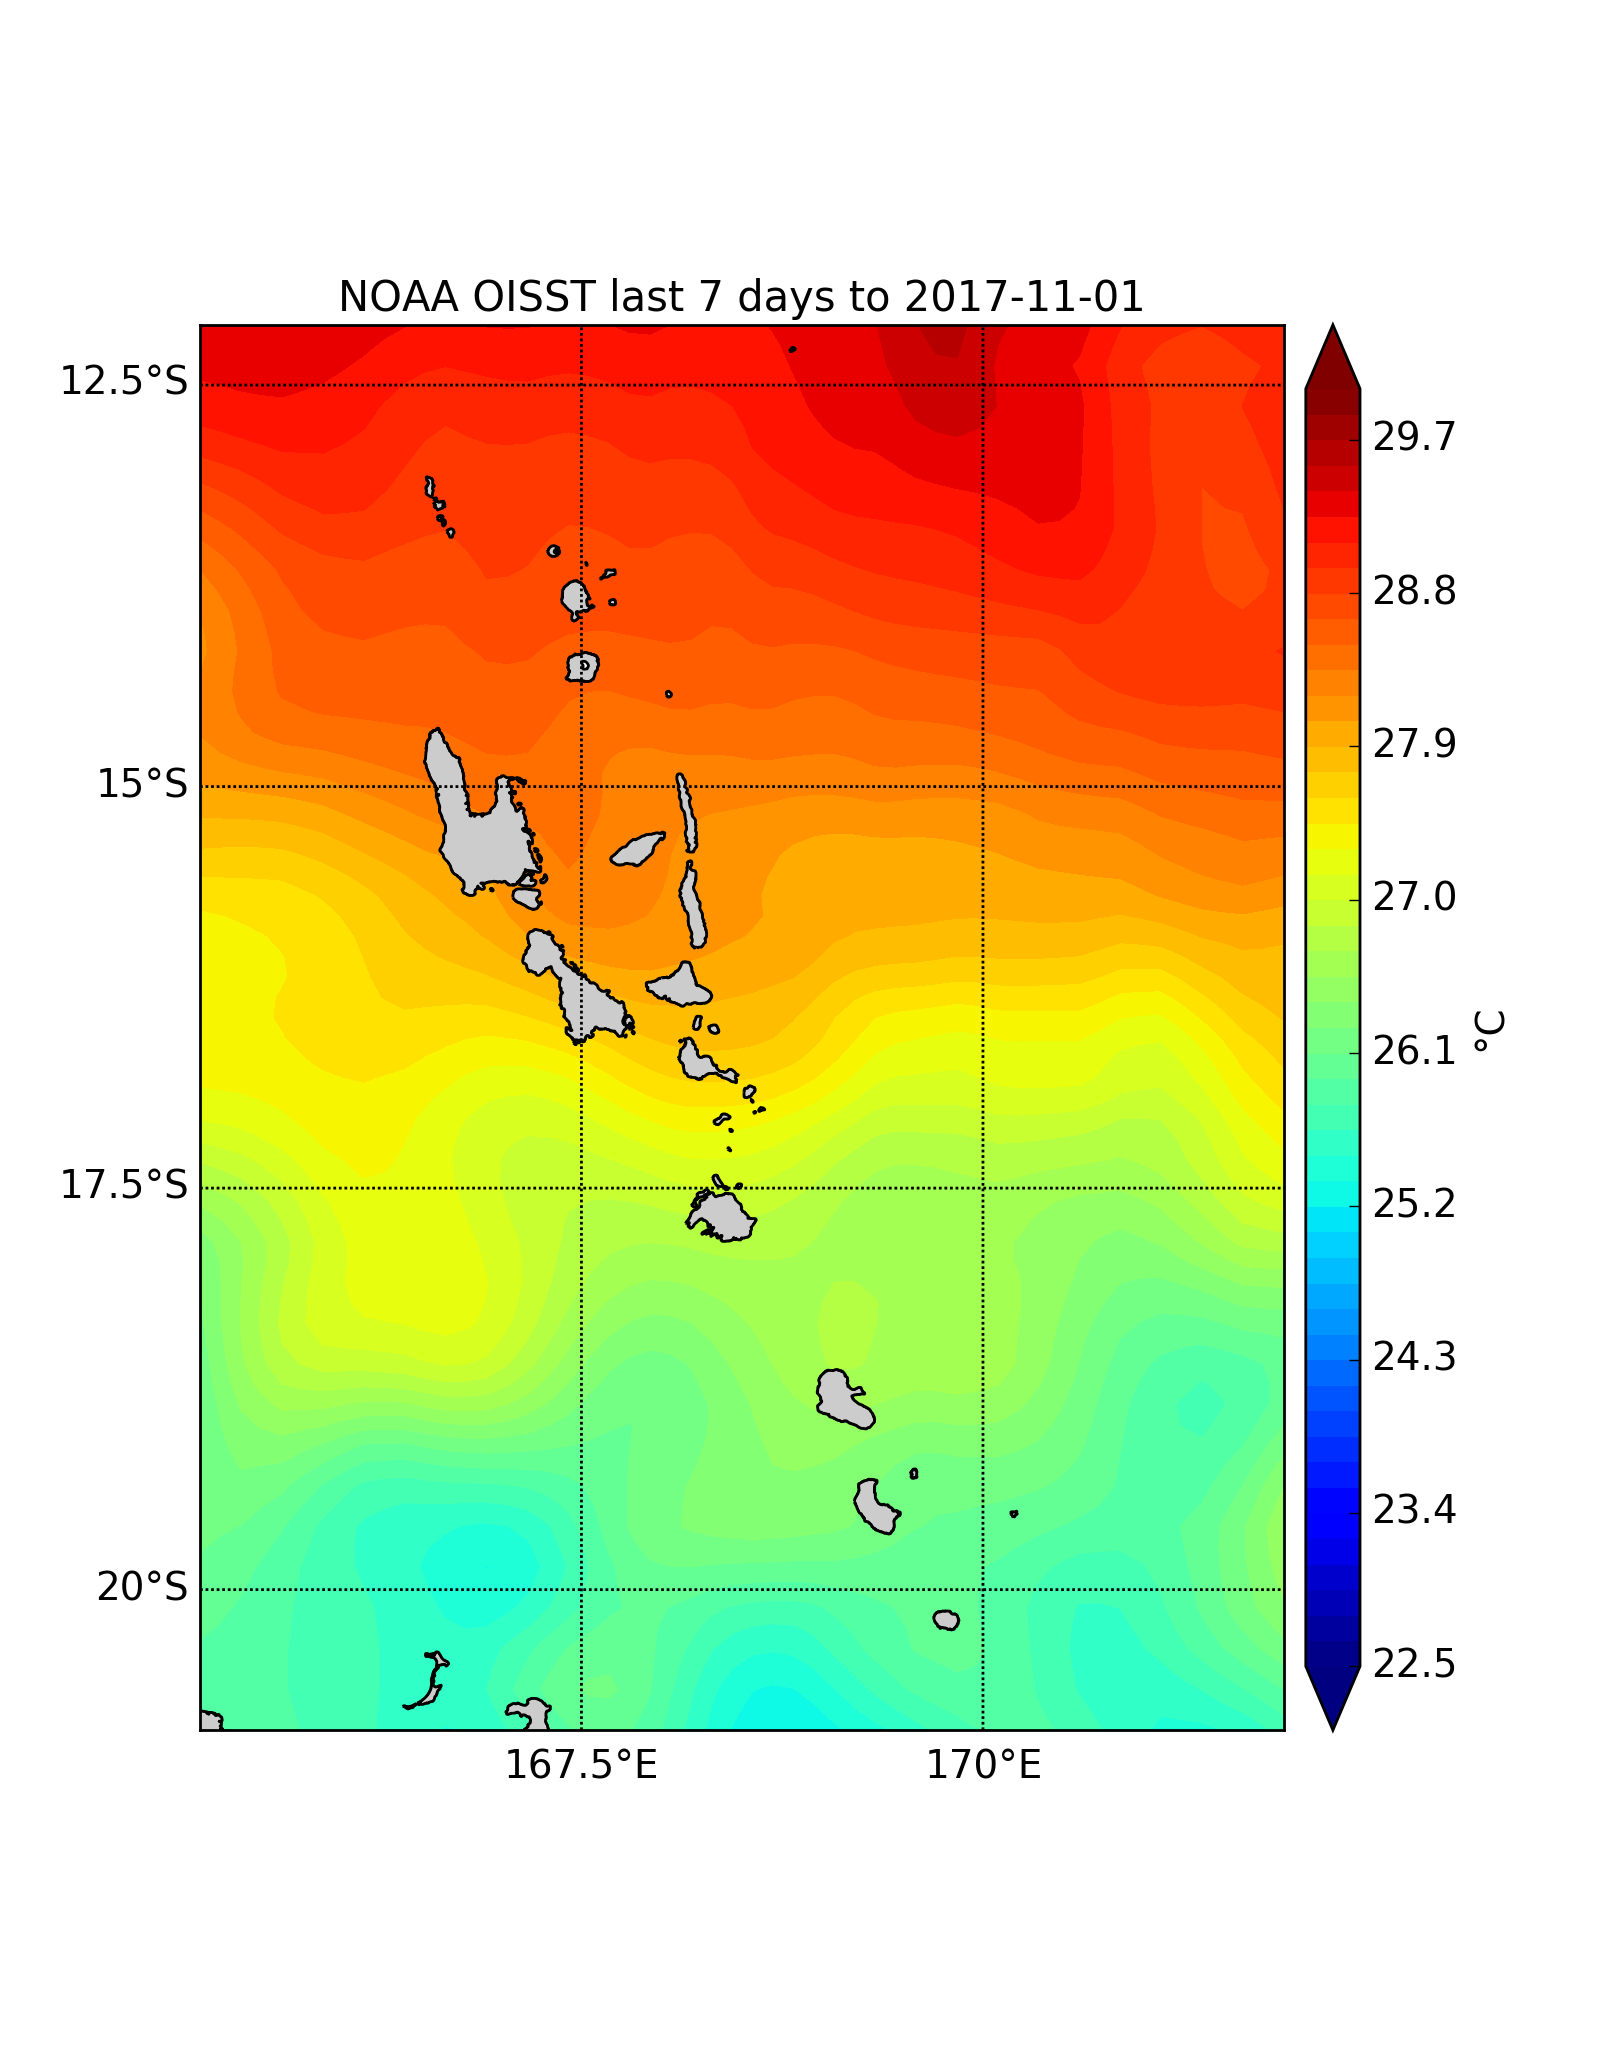 NOAA OISST last 7 days to 2017-11-01
12.5°S
15°S
17.5°S
20°S
167.5°E
170°E
29.7
28.8
27.9
27.0
26.1
25.2
24.3
23.4
22.5
°C